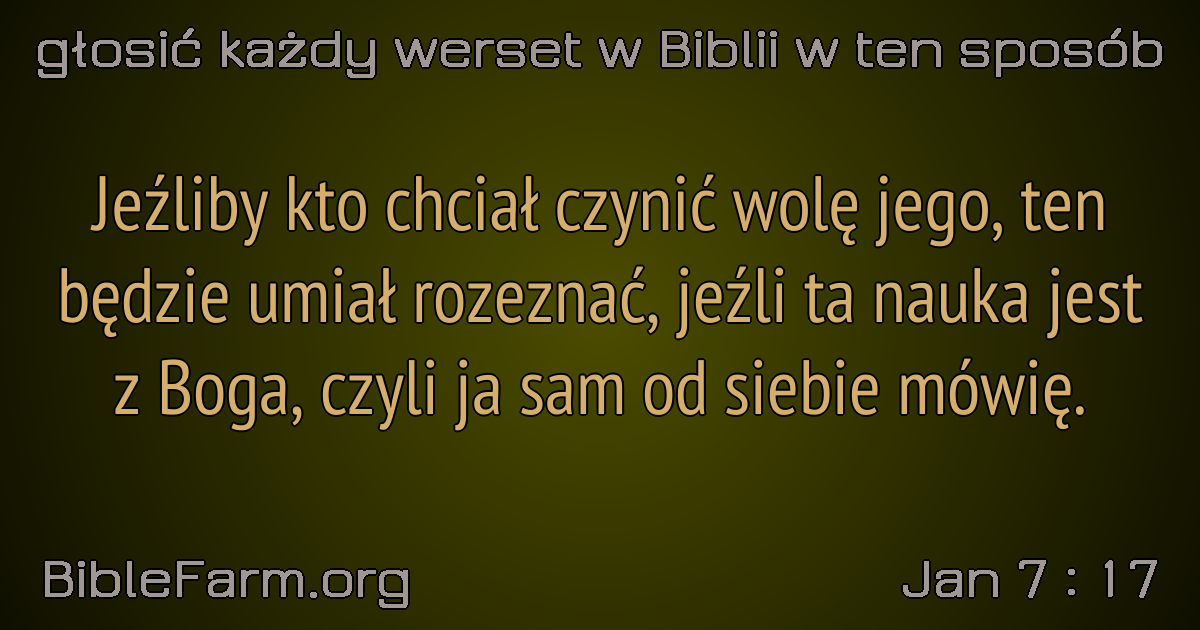 głosić każdy werset w Biblii w ten sposób
Jeźliby kto chciał czynić wolę jego, ten
będzie umiał rozeznać, jeźli ta nauka jest
z Boga, czyli ja sam od siebie mówię.
BibleFarm.org
Jan 7 : 17